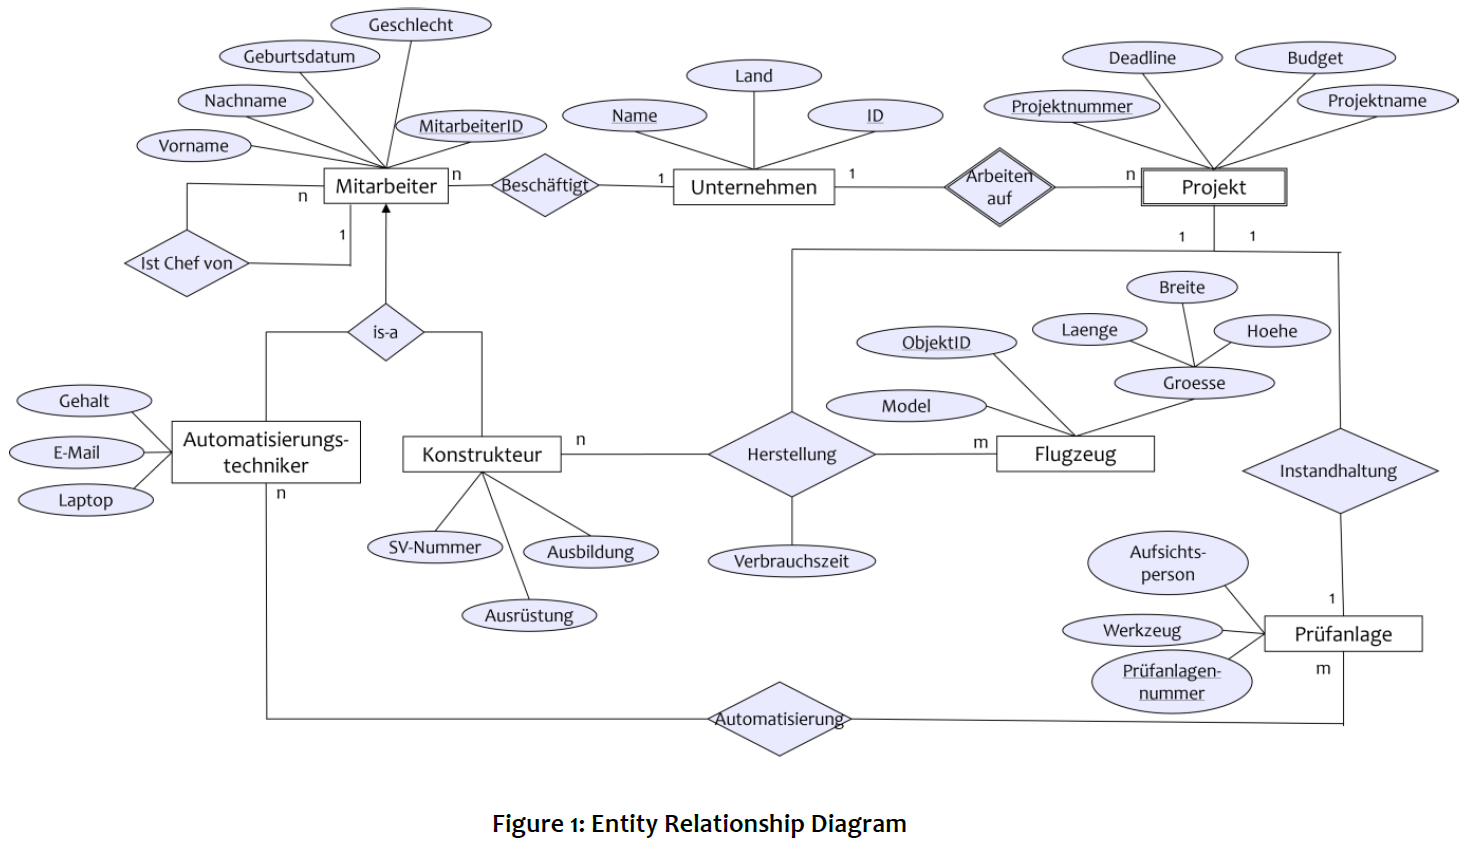 Geschlecht
Geburtsdatum
Nachname
Vorname
MitarbeiterID
Mitarbeiter
n
Beschäftigt
1
Name
Land
ID
Unternehmen
1
Arbeiten
auf
n
Deadline
Budget
Projektnummer
Projektname
Projekt
n
1
Ist Chef von
is-a
1
1
Breite
Laenge
Hoehe
ObjektID
Groesse
Model
Gehalt
E-Mail
Laptop
Automatisierungs-
techniker
n
Konstrukteur
n
Herstellung
m
Flugzeug
Instandhaltung
SV-Nummer
Ausbildung
Ausrüstung
Verbrauchszeit
Aufsichts-
person
Werkzeug
Prüfanlagen-
nummer
1
Prüfanlage
m
Automatisierung
Figure 1: Entity Relationship Diagram